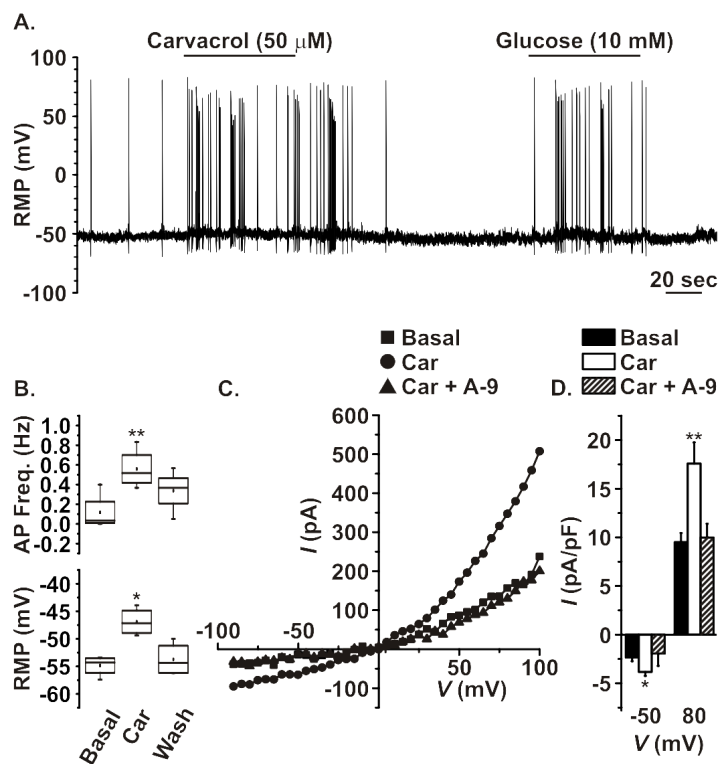 A.
Carvacrol (50 μM)
Glucose (10 mM)
100
50
0
-50
-100
RMP (mV)
20 sec
Basal
Car
Car + A-9
Basal
Car
Car + A-9
B.
**
1.0
0.8
0.6
0.4
0.2
0.0
-0.2
AP Freq. (Hz)
*
-40
-45
-50
-55
-60
RMP (mV)
Basal
Car
Wash
C.
600
500
400
300
200
100
-100
I (pA)
-100
-50
50
100
V (mV)
D.
**
20
15
10
5
0
-5
I (pA/pF)
*
-50
80
V (mV)